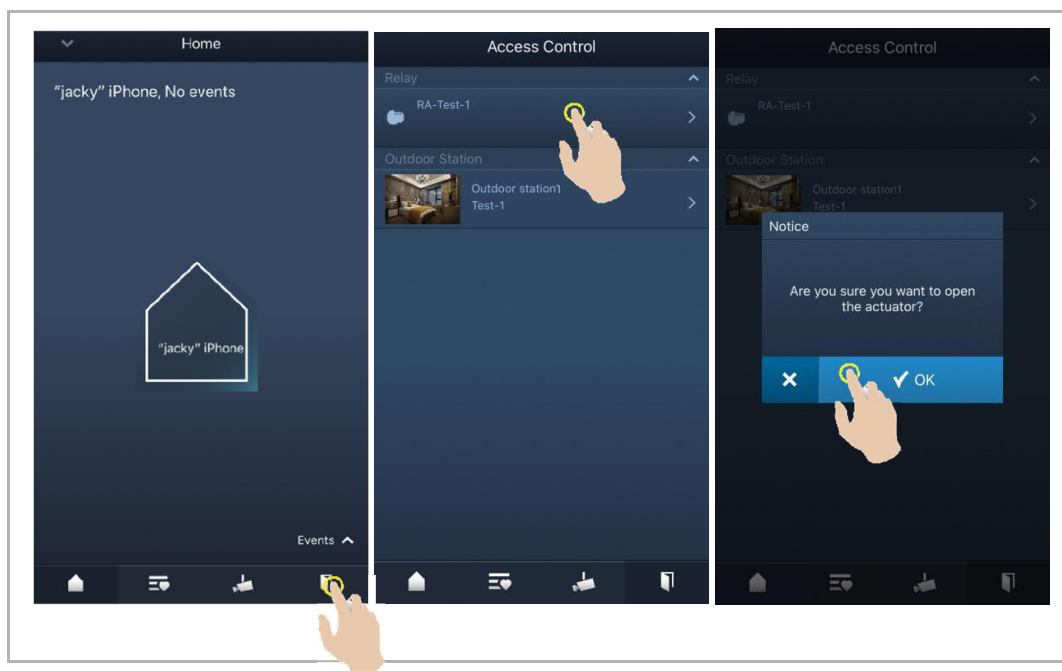 Home
"jacky" iPhone, No events
"jacky" iPhone
Events
Access Control
Relay
RA-Test-1
Outdoor Station
Outdoor station1
Test-1
Access Control
Relay
RA-Test-1
Outdoor Station
Outdoor station1
Test-1
Notice
Are you sure you want to open
the actuator?
OK